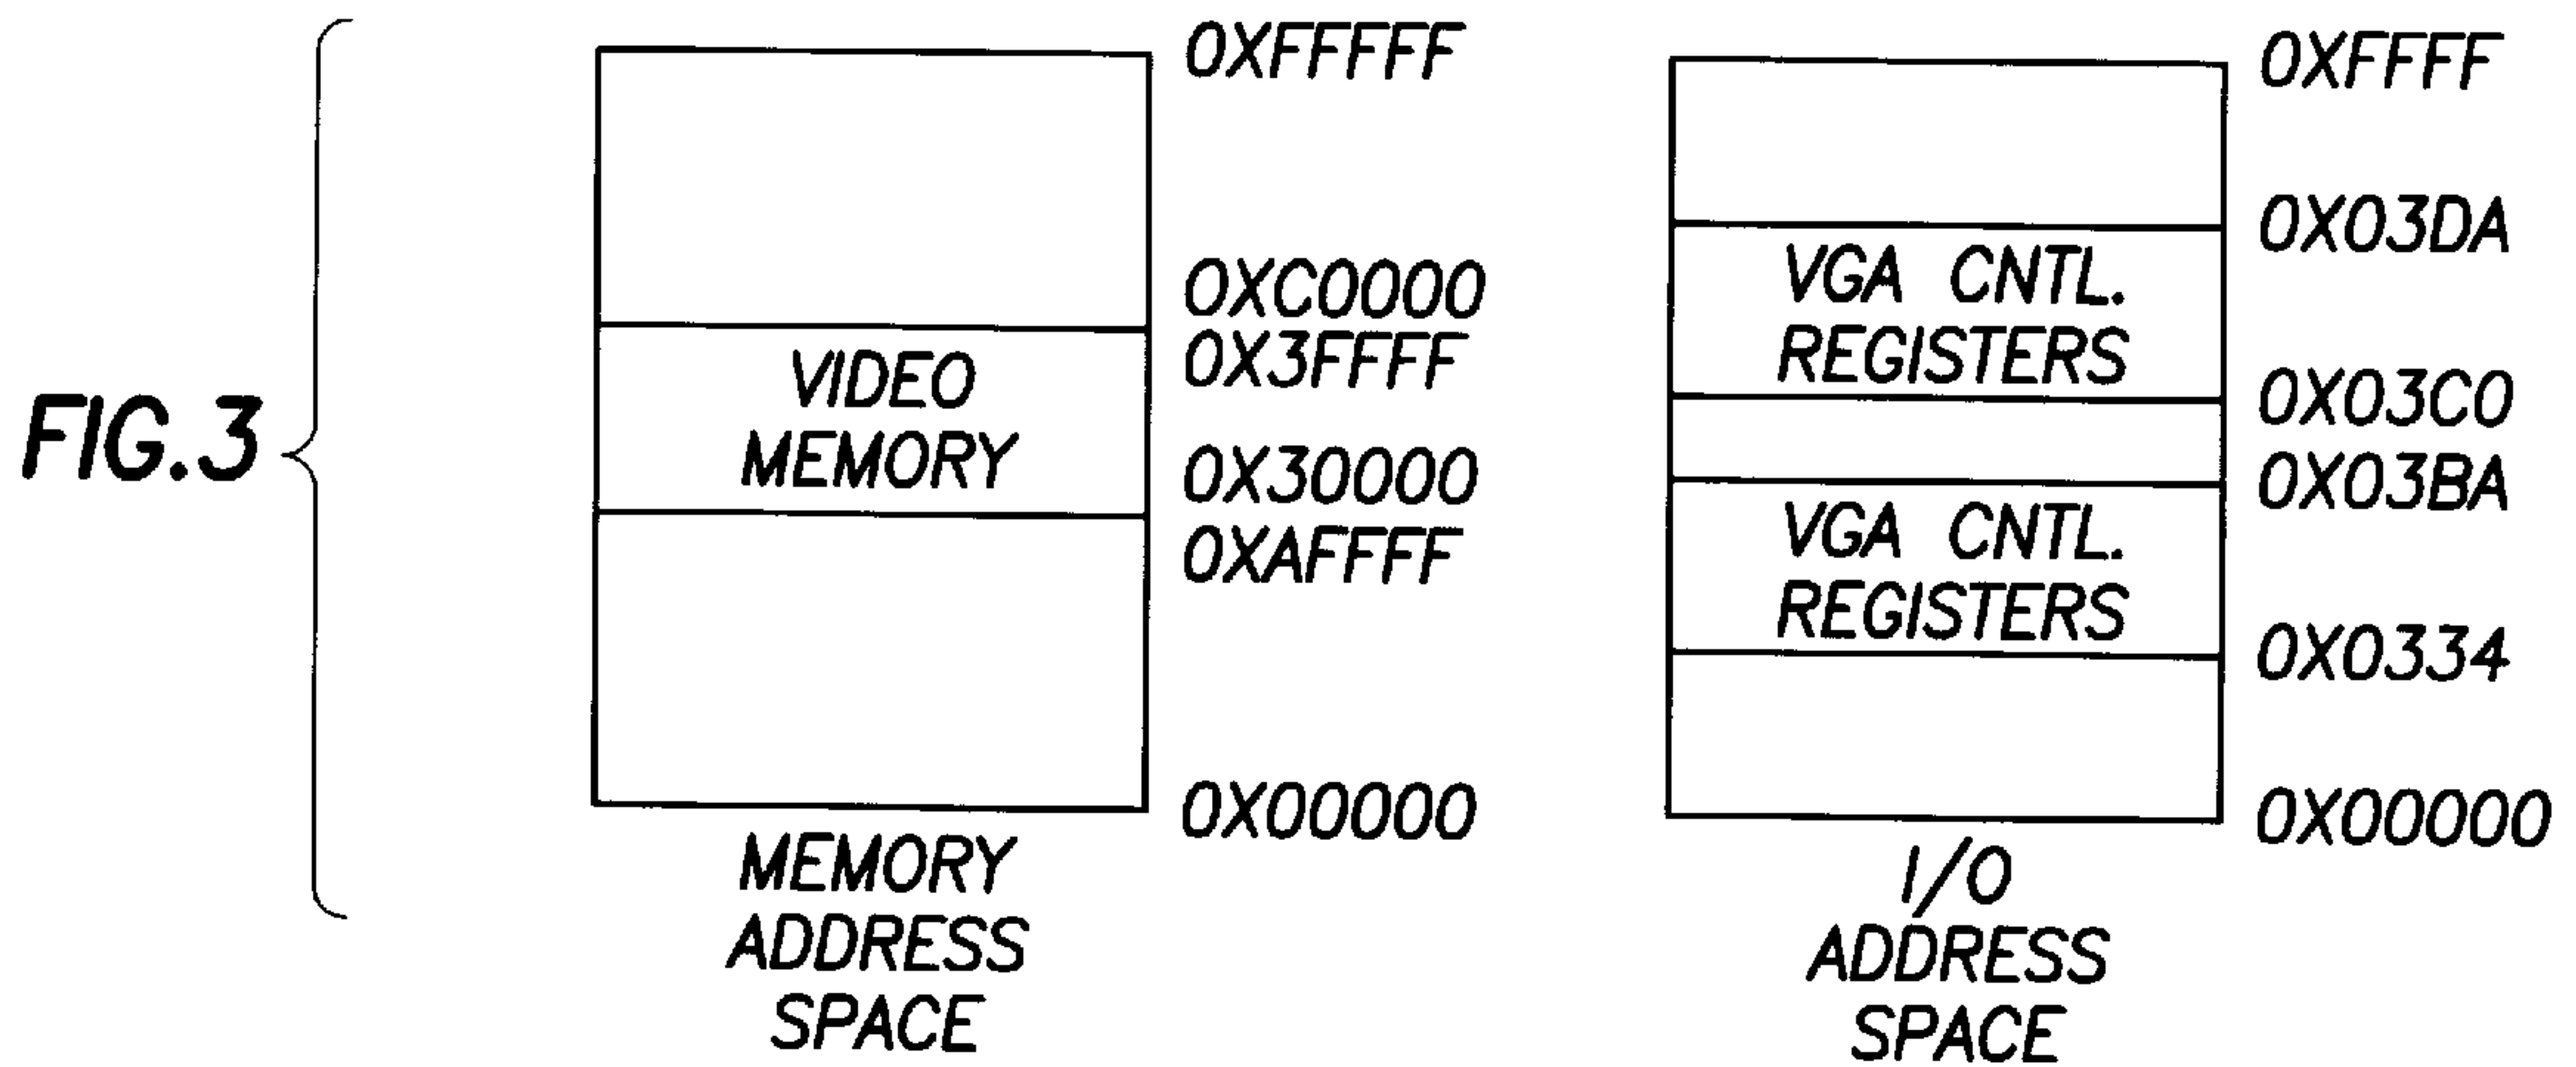 FIG.3
0XFFFFF
0XC0000
VIDEO
MEMORY
0X3FFFF
0X30000
0XAFFFF
0X00000
MEMORY
ADDRESS
SPACE
0XFFFF
0X03DA
VGA CNTL.
REGISTERS
0X03C0
0X03BA
VGA CNTL.
REGISTERS
0X0334
0X00000
I/O
ADDRESS
SPACE